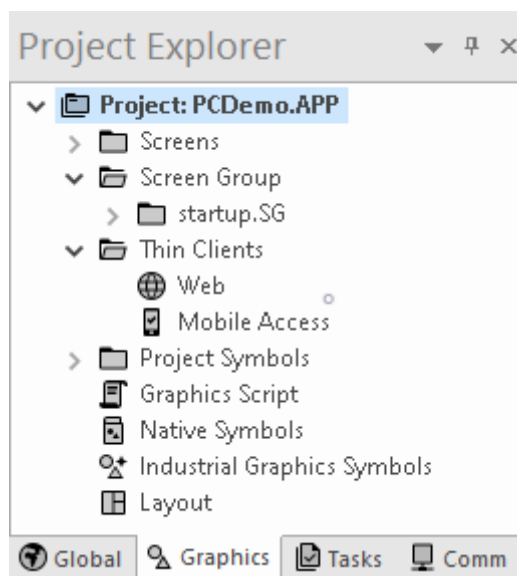 Project Explorer
Project: PCDemo.APP
Screens
Screen Group
startup.SG
Thin Clients
Web
Mobile Access
Project Symbols
Graphics Script
Native Symbols
Industrial Graphics Symbols
Layout
Global Graphics Tasks Comm